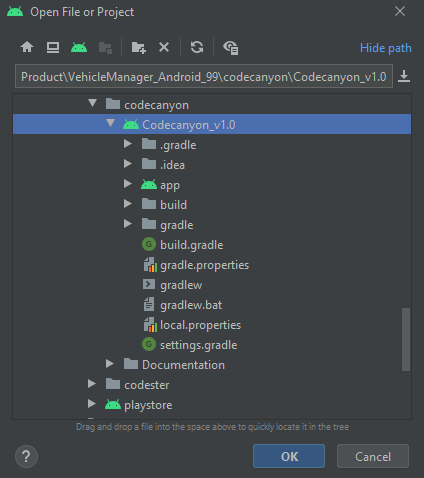 Open File or Project
Hide path
Product\VehicleManager_Android_99\codecanyon\Codecanyon_v1.0
codecanyon
Codecanyon_v1.0
.gradle
.idea
app
build
gradle
build.gradle
gradle.properties
gradlew
gradlew.bat
local.properties
settings.gradle
Documentation
codester
playstore
Drag and drop a file into the space above to quickly locate it in the tree
?
OK
Cancel